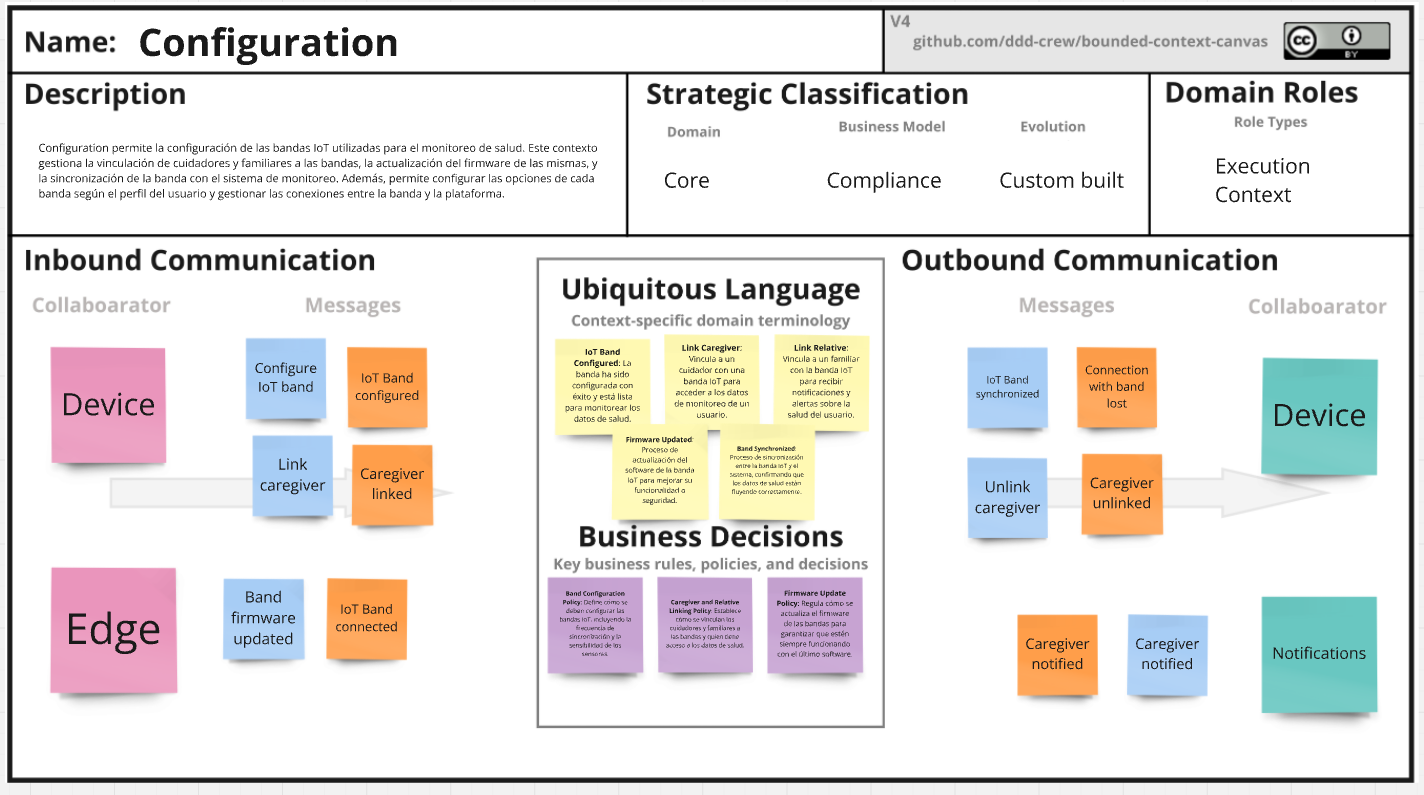 Name: Configuration
V4
github.com/ddd-crew/bounded-context-canvas
cc
BY
Description
Configuration permite la configuración de las bandas IoT utilizadas para el monitoreo de salud. Este contexto
gestiona la vinculación de cuidadores y familiares a las bandas, la actualización del firmware de las mismas, y
la sincronización de la banda con el sistema de monitoreo. Además, permite configurar las opciones de cada
banda según el perfil del usuario y gestionar las conexiones entre la banda y la plataforma.
Strategic Classification
Domain
Business Model
Evolution
Core
Compliance
Custom built
Domain Roles
Role Types
Execution
Context
Inbound Communication
Collaboarator
Messages
Device
Configure
IoT band
IoT Band
configured
Link
caregiver
Caregiver
linked
Edge
Band
firmware
updated
IoT Band
connected
Ubiquitous Language
Context-specific domain terminology
IoT Band
Configured: La
banda ha sido
configurada con
éxito y está lista
para monitorear los
datos de salud.
Link Caregiver:
Vincula a un
cuidador con una
banda IoT para
acceder a los datos
de monitoreo de un
usuario.
Link Relative:
Vincula a un familiar
con la banda IoT
para recibir
notificaciones y
alertas sobre la
salud del usuario.
Firmware Updated:
Proceso de
actualización del
software de la banda
IoT para mejorar su
funcionalidad o
seguridad.
Band Synchronized:
Proceso de sincronización
entre la banda IoT y el
sistema, confirmando que
los datos de salud están
fluyendo correctamente.
Business Decisions
Key business rules, policies, and decisions
Band Configuration
Policy: Define cómo se
deben configurar las
bandas IoT, incluyendo la
frecuencia de
sincronización y la
sensibilidad de los
sensores.
Caregiver and Relative
Linking Policy: Establece
cómo se vinculan los
cuidadores y familiares a
las bandas y quién tiene
acceso a los datos de salud.
Firmware Update
Policy: Regula cómo se
actualiza el firmware
de las bandas para
garantizar que estén
siempre funcionando
con el último software.
Outbound Communication
Messages
Collaboarator
IoT Band
synchronized
Connection
with band
lost
Device
Unlink
caregiver
Caregiver
unlinked
Caregiver
notified
Caregiver
notified
Notifications